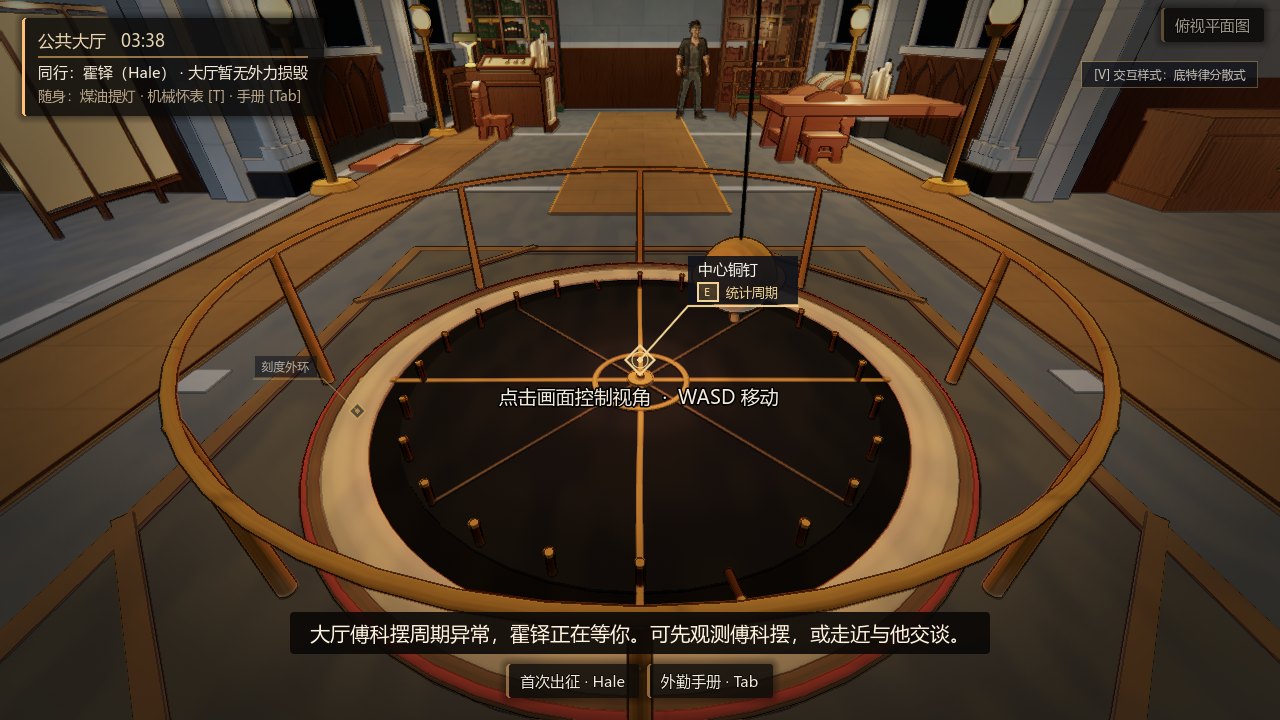 公共大厅 03:38
同行：霍铎（Hale）· 大厅暂无外力损毁
随身：煤油提灯 · 机械怀表 [T] · 手册 [Tab]
俯视平面图
[V] 交互样式：底特律分散式
中心铜钉
E 统计周期
刻度外环
点击画面控制视角 · WASD 移动
大厅傅科摆周期异常，霍铎正在等你。可先观测傅科摆，或走近与他交谈。
首次出征 · Hale
外勤手册 · Tab